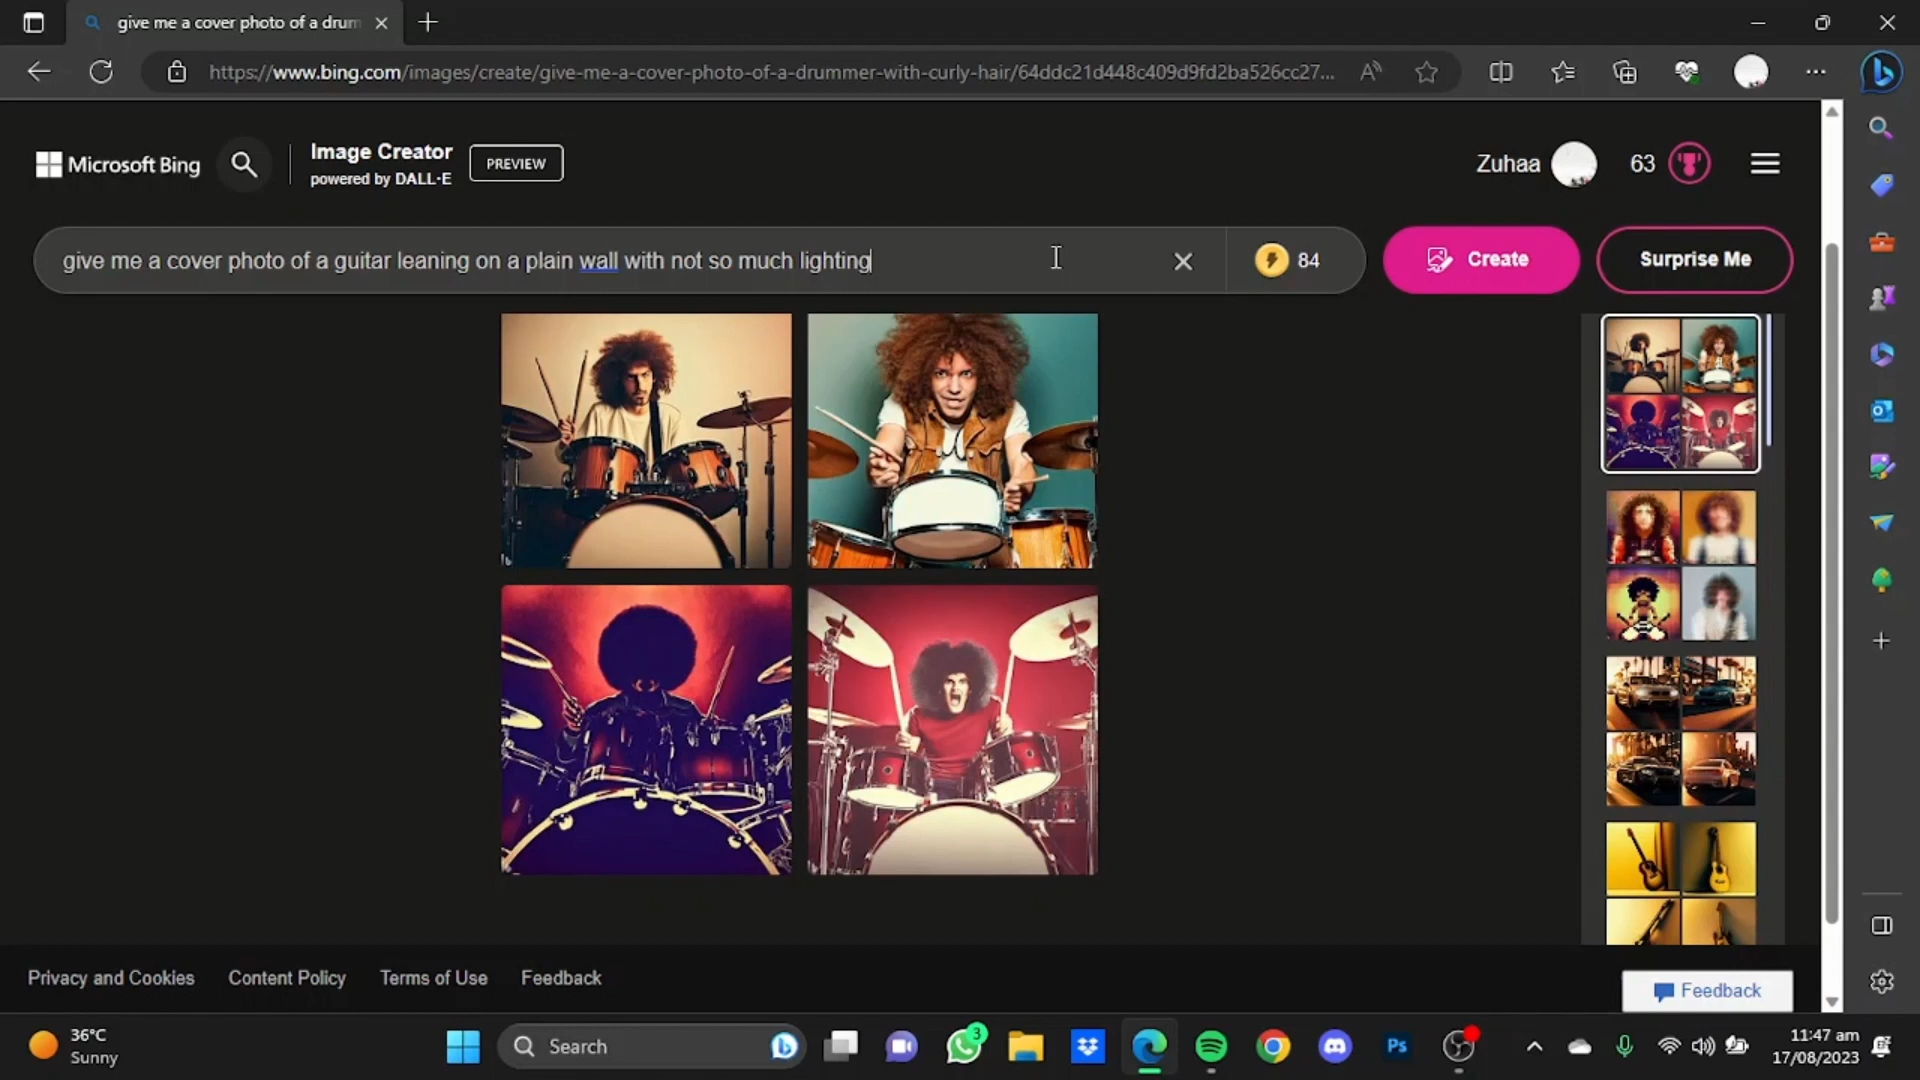 give me a cover photo of a drum
https://www.bing.com/images/create/give-me-a-cover-photo-of-a-drummer-with-curly-hair/64ddc21d448c409d9fd2ba526cc27...
Microsoft Bing
Image Creator
powered by DALL·E
PREVIEW
Zuhaa
63
give me a cover photo of a guitar leaning on a plain wall with not so much lighting
84
Create
Surprise Me
Privacy and Cookies
Content Policy
Terms of Use
Feedback
Feedback
36°C
Sunny
Search
3
Ps
11:47 am
17/08/2023